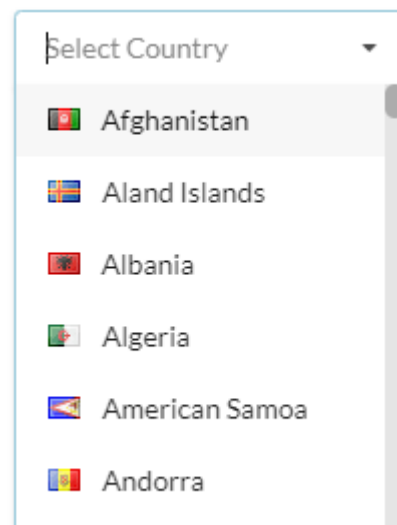 Select Country
Afghanistan
Aland Islands
Albania
Algeria
American Samoa
Andorra